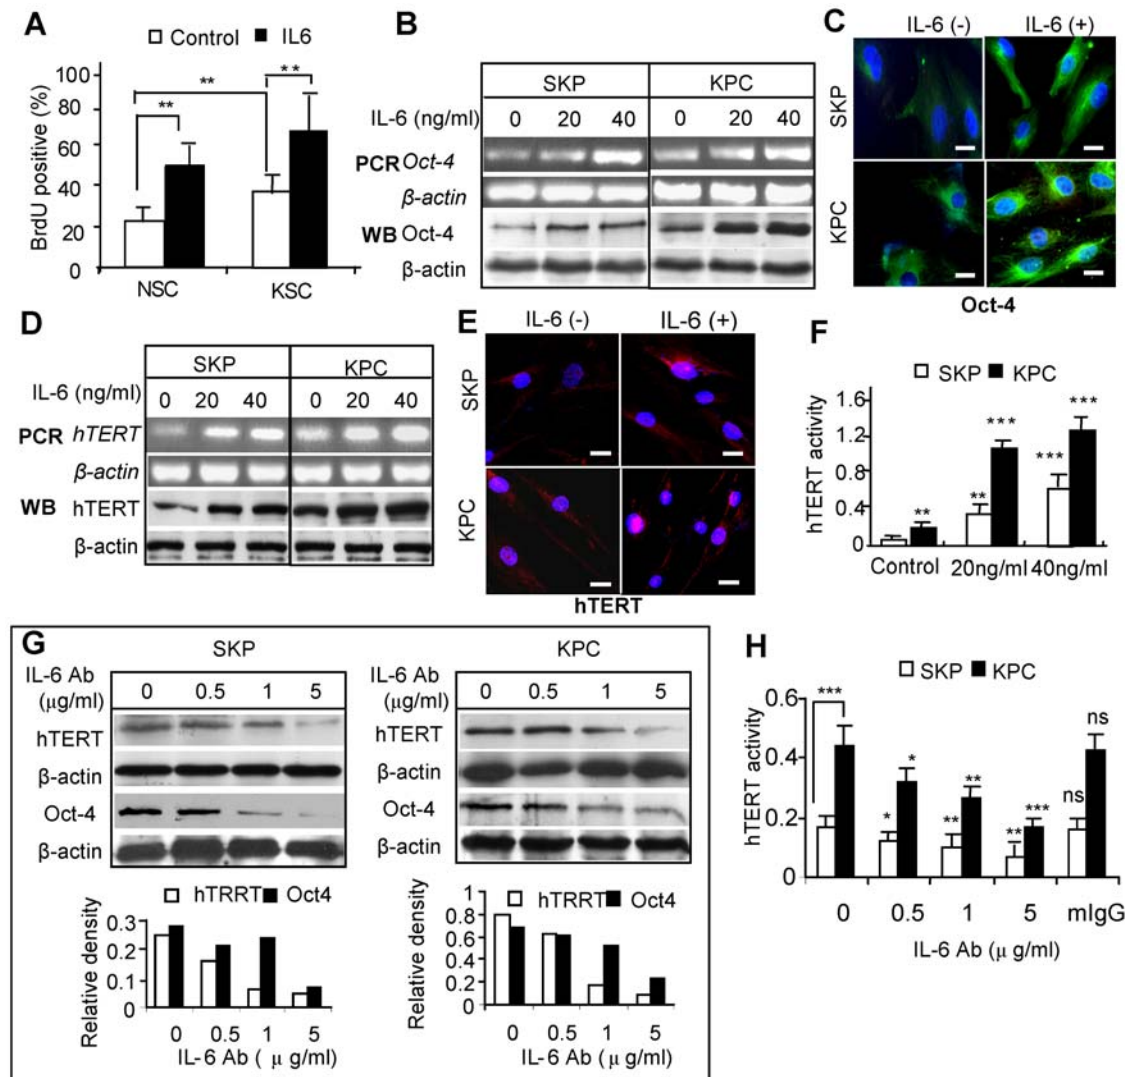 A
Control IL6
BrdU positive (%)
100
80
60
40
20
0
**
**
**
NSC KSC
B
SKP KPC
IL-6 (ng/ml) 0 20 40 0 20 40
PCR Oct-4
β-actin
WB Oct-4
β-actin
C
IL-6 (-) IL-6 (+)
SKP
KPC
Oct-4
D
SKP KPC
IL-6 (ng/ml) 0 20 40 0 20 40
PCR hTERT
β-actin
WB hTERT
β-actin
E
IL-6 (-) IL-6 (+)
SKP
KPC
hTERT
F
SKP KPC
hTERT activity
1.6
1.2
0.8
0.4
0
**
**
***
***
***
Control 20ng/ml 40ng/ml
G
SKP
IL-6 Ab (μg/ml) 0 0.5 1 5
hTERT
β-actin
Oct-4
β-actin
hTRRT Oct4
Relative density
0.3
0.2
0.1
0
0 0.5 1 5
IL-6 Ab ( μ g/ml)
KPC
IL-6 Ab (μg/ml) 0 0.5 1 5
hTERT
β-actin
Oct-4
β-actin
hTRRT Oct4
Relative density
1
0.8
0.6
0.4
0.2
0
0 0.5 1 5
IL-6 Ab ( μ g/ml)
H
SKP KPC
hTERT activity
0.6
0.4
0.2
0
***
*
*
**
**
**
***
ns
ns
0 0.5 1 5 mIgG
IL-6 Ab (μ g/ml)